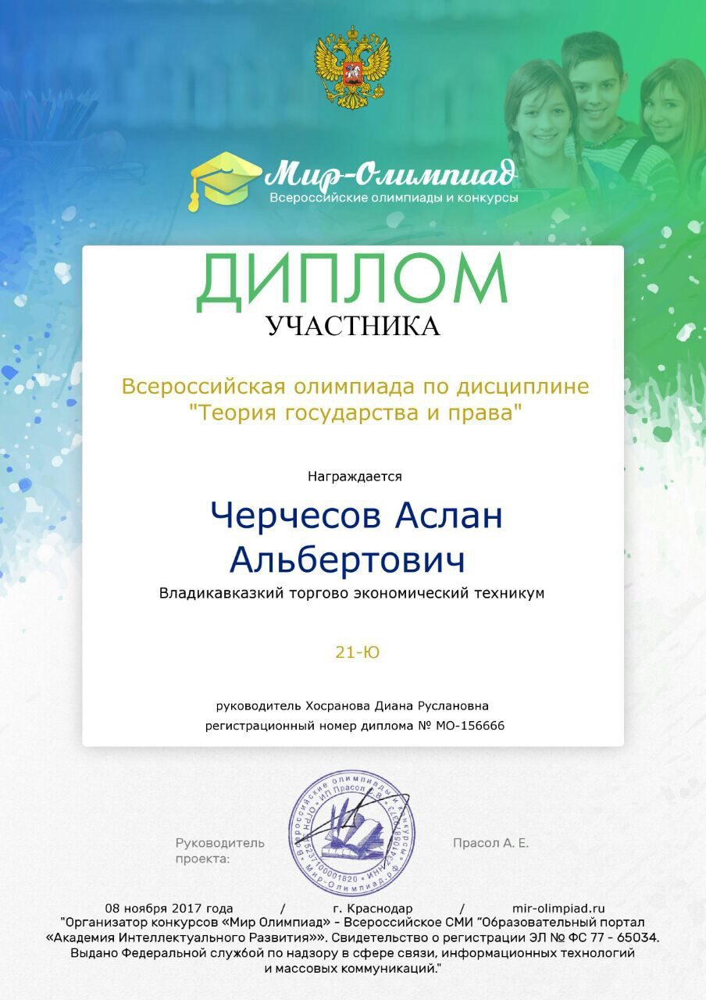 Мир-Олимпиад
Всероссийские олимпиады и конкурсы
ДИПЛОМ
УЧАСТНИКА
Всероссийская олимпиада по дисциплине
"Теория государства и права"
Награждается
Черчесов Аслан
Альбертович
Владикавказкий торгово экономический техникум
21-Ю
руководитель Хосранова Диана Руслановна
регистрационный номер диплома № МО-156666
Всероссийские олимпиады и конкурсы
Мир-Олимпиад.рф
ИП Прасол
ОГРН
ИНН
Руководитель
проекта:
Прасол А. Е.
08 ноября 2017 года / г. Краснодар / mir-olimpiad.ru
"Организатор конкурсов «Мир Олимпиад» - Всероссийское СМИ "Образовательный портал
«Академия Интеллектуального Развития»». Свидетельство о регистрации ЭЛ № ФС 77 - 65034.
Выдано Федеральной службой по надзору в сфере связи, информационных технологий
и массовых коммуникаций."